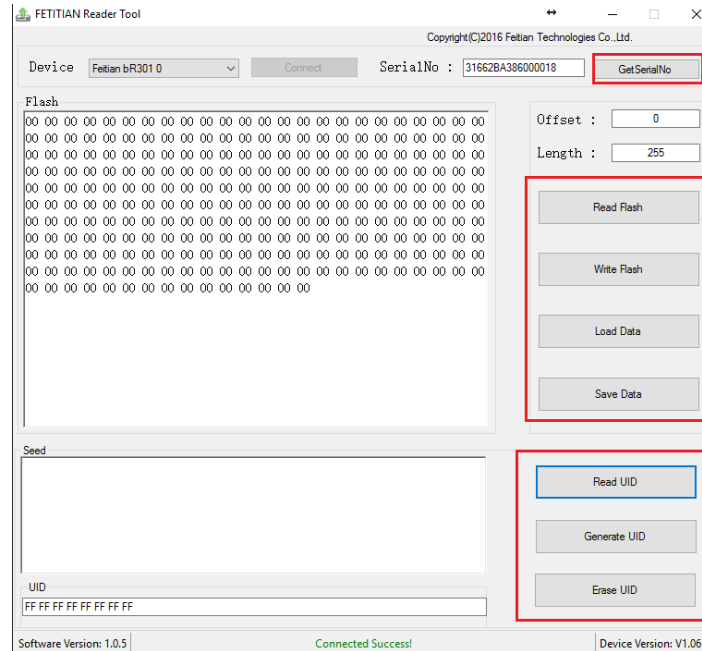 FETITIAN Reader Tool
Copyright(C)2016 Feitian Technologies Co.,Ltd.
Device Feitian bR301 0 Connect SerialNo : 31662BA386000018 GetSerialNo
Flash
00 00 00 00 00 00 00 00 00 00 00 00 00 00 00 00 00 00 00 00 00 00 00 00
00 00 00 00 00 00 00 00 00 00 00 00 00 00 00 00 00 00 00 00 00 00 00 00
00 00 00 00 00 00 00 00 00 00 00 00 00 00 00 00 00 00 00 00 00 00 00 00
00 00 00 00 00 00 00 00 00 00 00 00 00 00 00 00 00 00 00 00 00 00 00 00
00 00 00 00 00 00 00 00 00 00 00 00 00 00 00 00 00 00 00 00 00 00 00 00
00 00 00 00 00 00 00 00 00 00 00 00 00 00 00 00 00 00 00 00 00 00 00 00
00 00 00 00 00 00 00 00 00 00 00 00 00 00 00 00 00 00 00 00 00 00 00 00
00 00 00 00 00 00 00 00 00 00 00 00 00 00 00 00 00 00 00 00 00 00 00 00
00 00 00 00 00 00 00 00 00 00 00 00 00 00 00 00 00 00 00 00 00 00 00 00
00 00 00 00 00 00 00 00 00 00 00 00 00 00 00 00 00 00 00 00 00 00 00 00
00 00 00 00 00 00 00 00 00 00 00 00 00 00 00
Offset : 0
Length : 255
Read Flash
Write Flash
Load Data
Save Data
Seed
Read UID
Generate UID
Erase UID
UID
FF FF FF FF FF FF FF FF
Software Version: 1.0.5 Connected Success! Device Version: V1.06